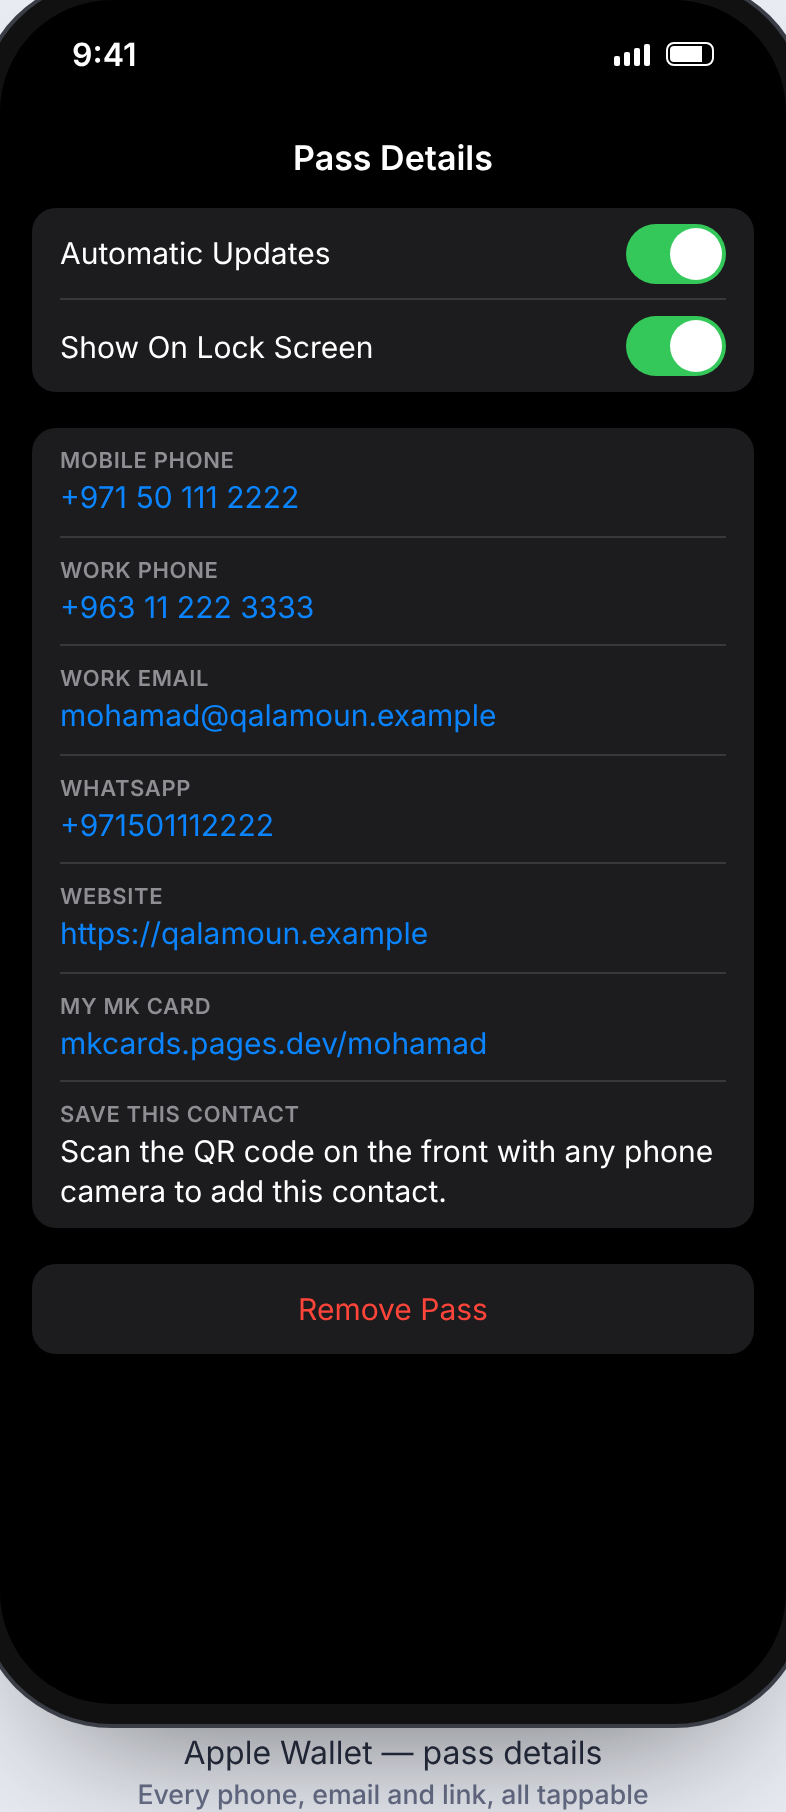 9:41
Pass Details
Automatic Updates
Show On Lock Screen
MOBILE PHONE
+971 50 111 2222
WORK PHONE
+963 11 222 3333
WORK EMAIL
mohamad@qalamoun.example
WHATSAPP
+971501112222
WEBSITE
https://qalamoun.example
MY MK CARD
mkcards.pages.dev/mohamad
SAVE THIS CONTACT
Scan the QR code on the front with any phone
camera to add this contact.
Remove Pass
Apple Wallet — pass details
Every phone, email and link, all tappable